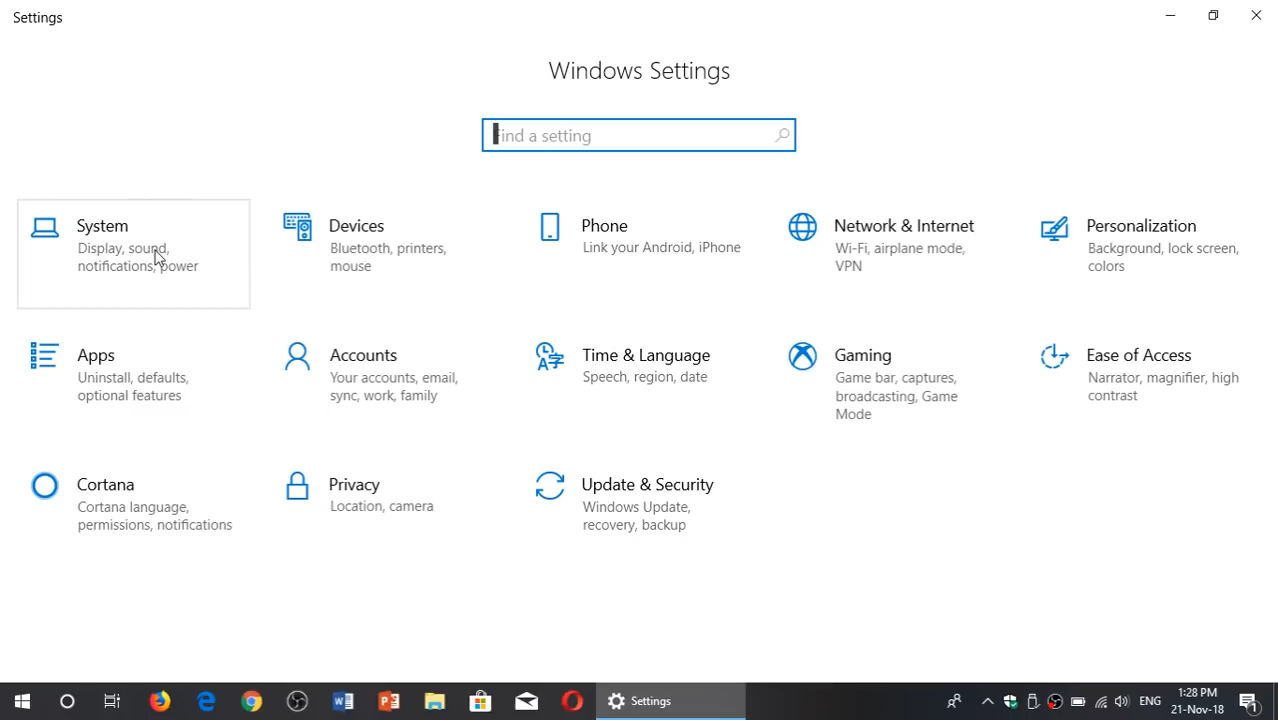 Settings
Windows Settings
Find a setting
System
Display, sound,
notifications, power
Devices
Bluetooth, printers,
mouse
Phone
Link your Android, iPhone
Network & Internet
Wi-Fi, airplane mode,
VPN
Personalization
Background, lock screen,
colors
Apps
Uninstall, defaults,
optional features
Accounts
Your accounts, email,
sync, work, family
Time & Language
Speech, region, date
Gaming
Game bar, captures,
broadcasting, Game
Mode
Ease of Access
Narrator, magnifier, high
contrast
Cortana
Cortana language,
permissions, notifications
Privacy
Location, camera
Update & Security
Windows Update,
recovery, backup
Settings
ENG
1:28 PM
21-Nov-18
1